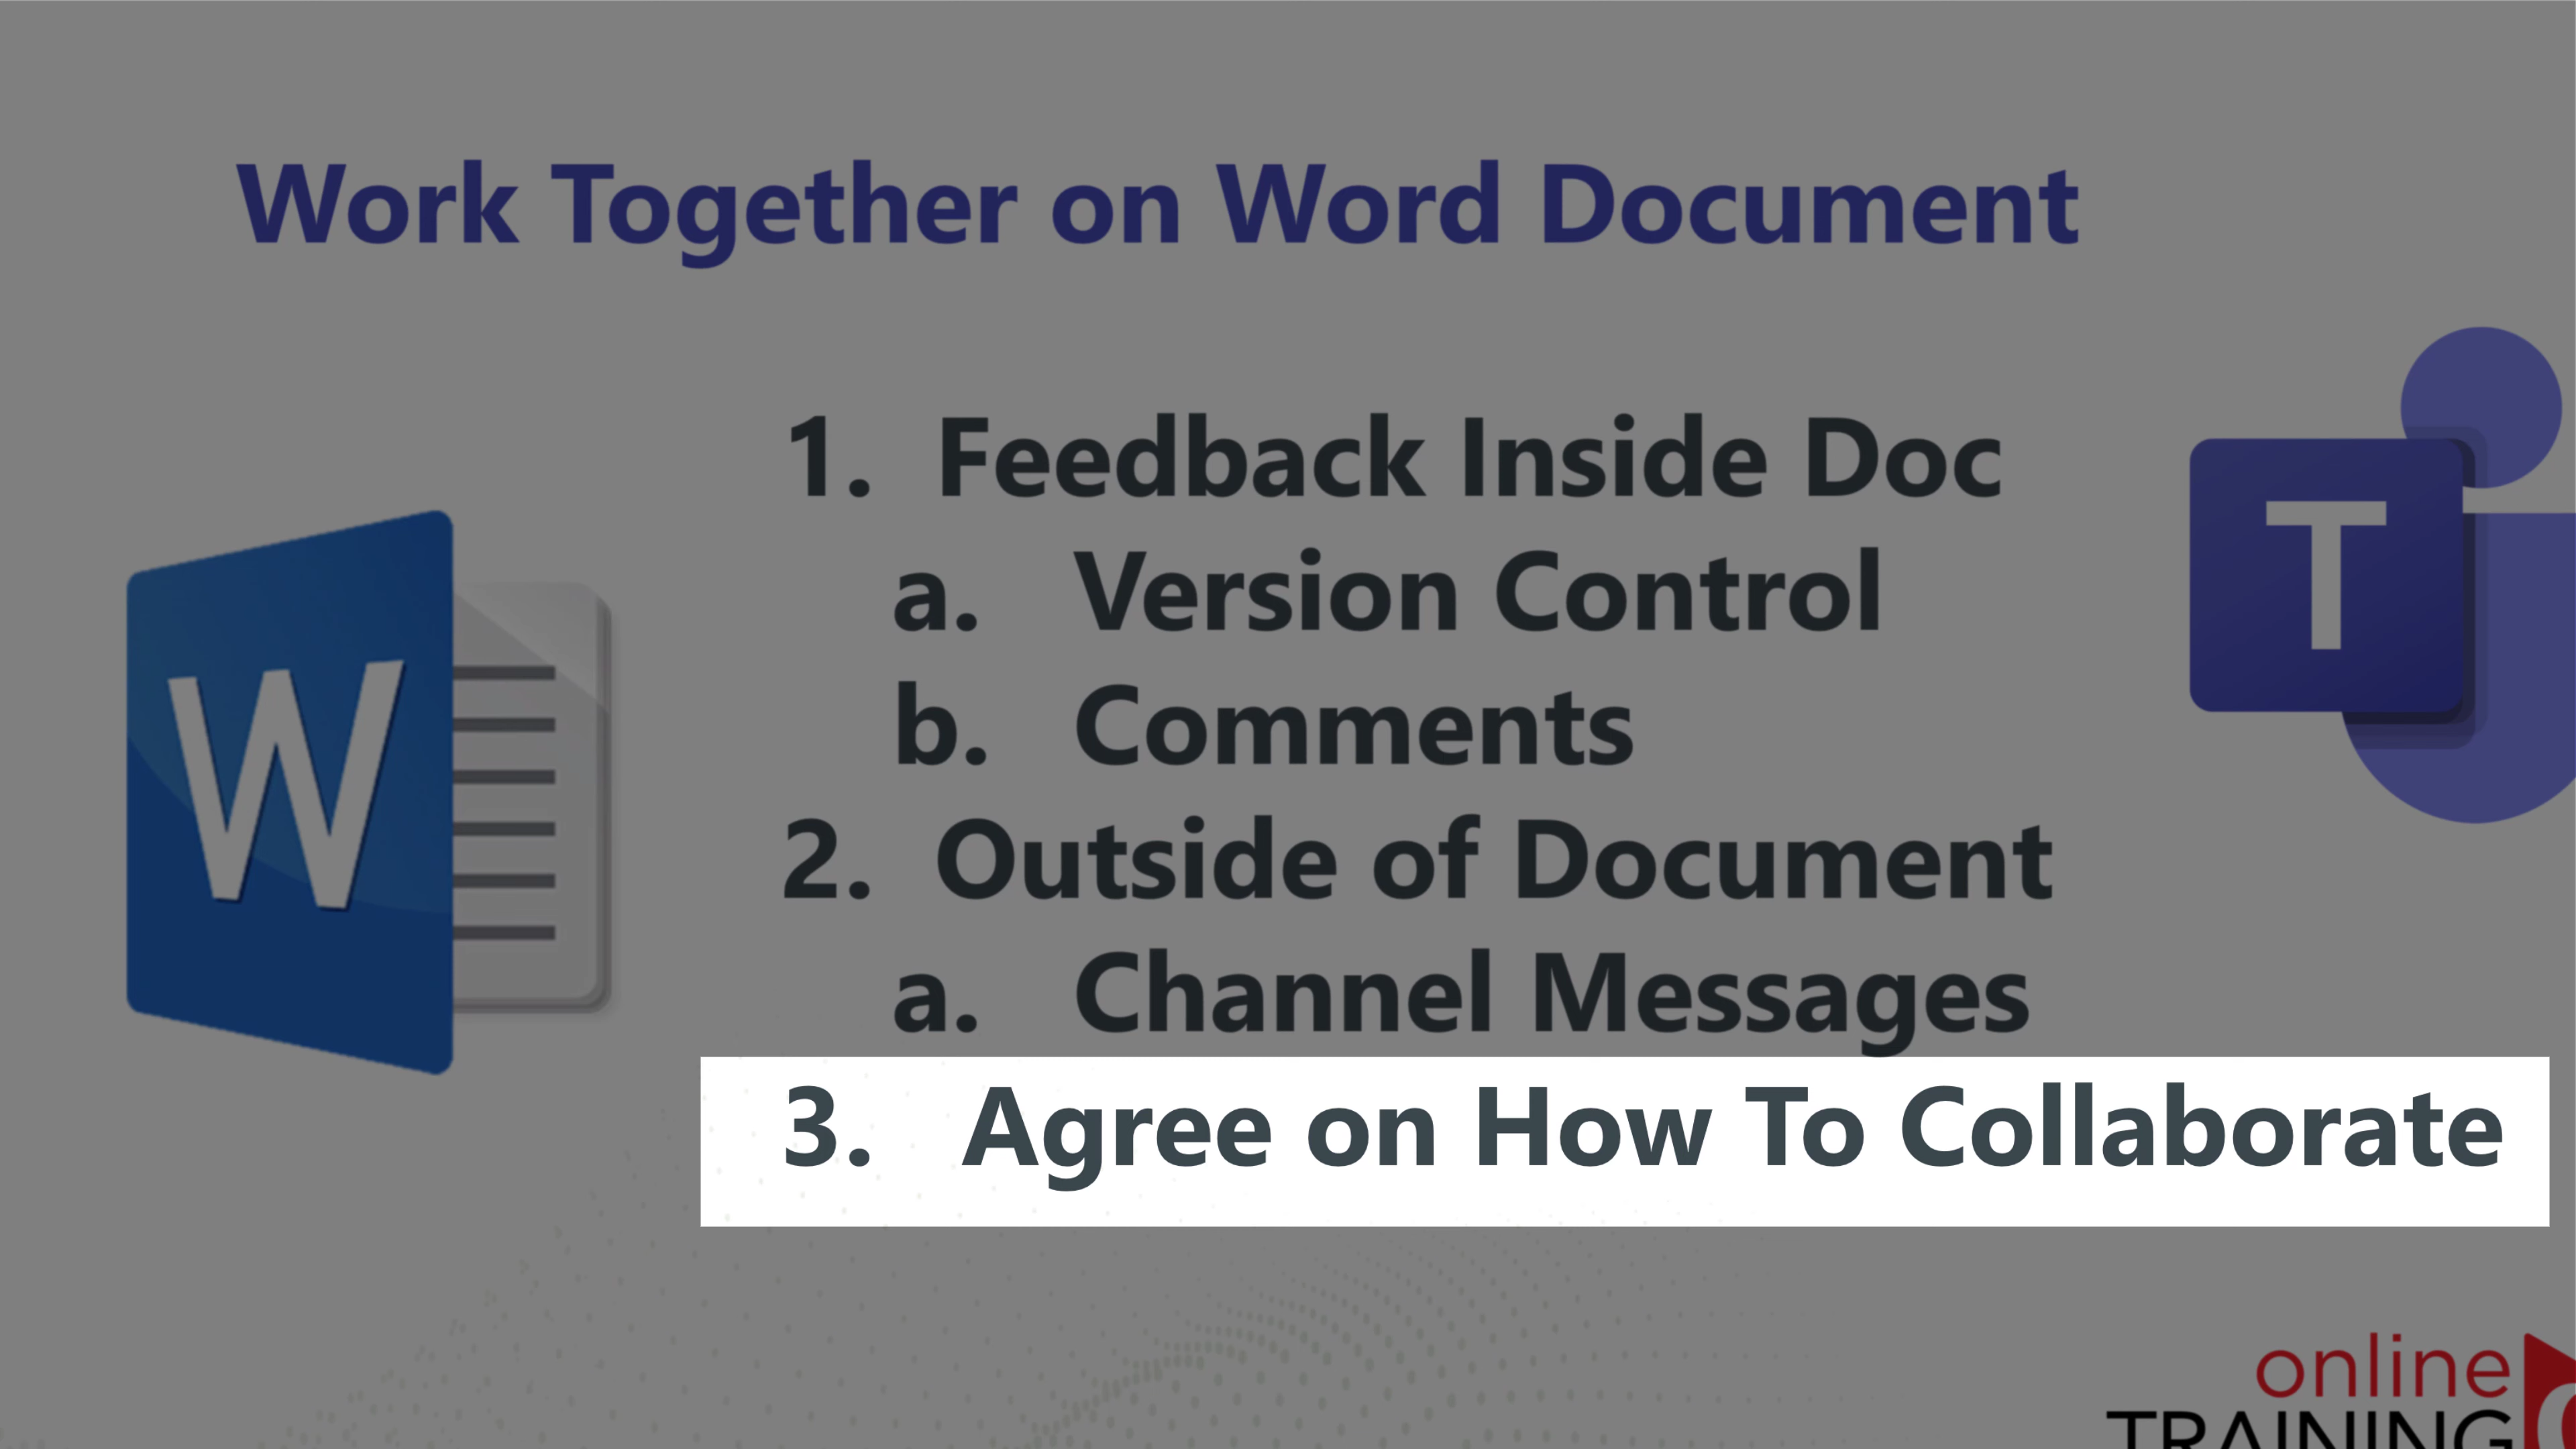 Work Together on Word Document
1. Feedback Inside Doc
a. Version Control
b. Comments
2. Outside of Document
a. Channel Messages
3. Agree on How To Collaborate
W
T
online
TRAINING